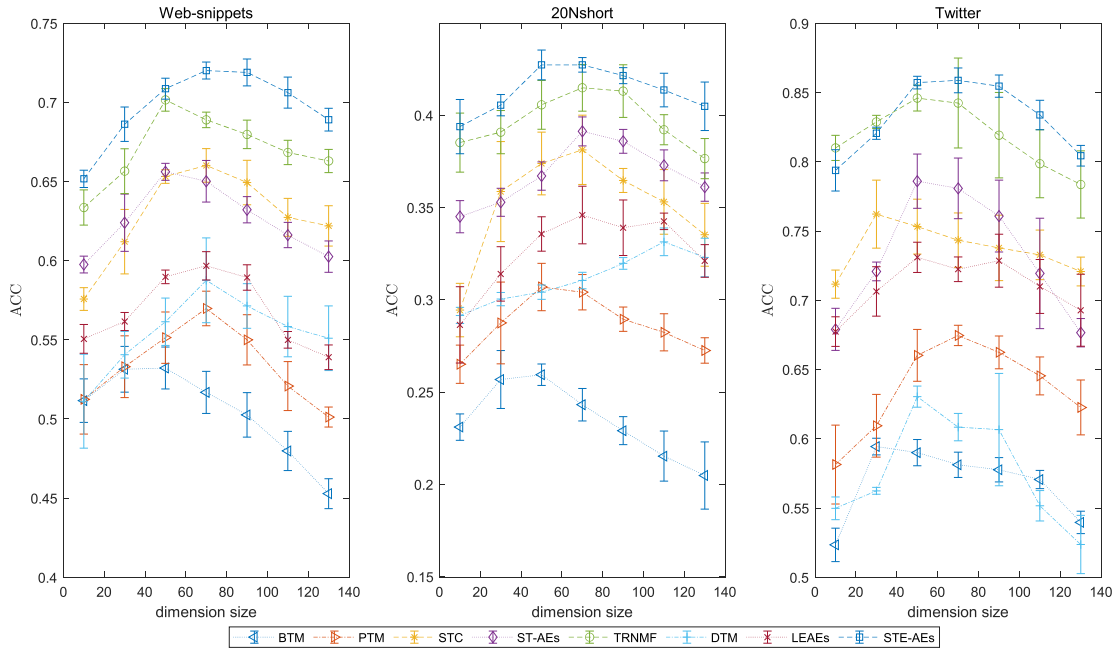 Web-snippets
0.75
0.7
0.65
0.6
0.55
0.5
0.45
0.4
ACC
0 20 40 60 80 100 120 140
dimension size
20Nshort
0.4
0.35
0.3
0.25
0.2
0.15
ACC
0 20 40 60 80 100 120 140
dimension size
Twitter
0.9
0.85
0.8
0.75
0.7
0.65
0.6
0.55
0.5
ACC
0 20 40 60 80 100 120 140
dimension size
BTM PTM STC ST-AEs TRNMF DTM LEAEs STE-AEs